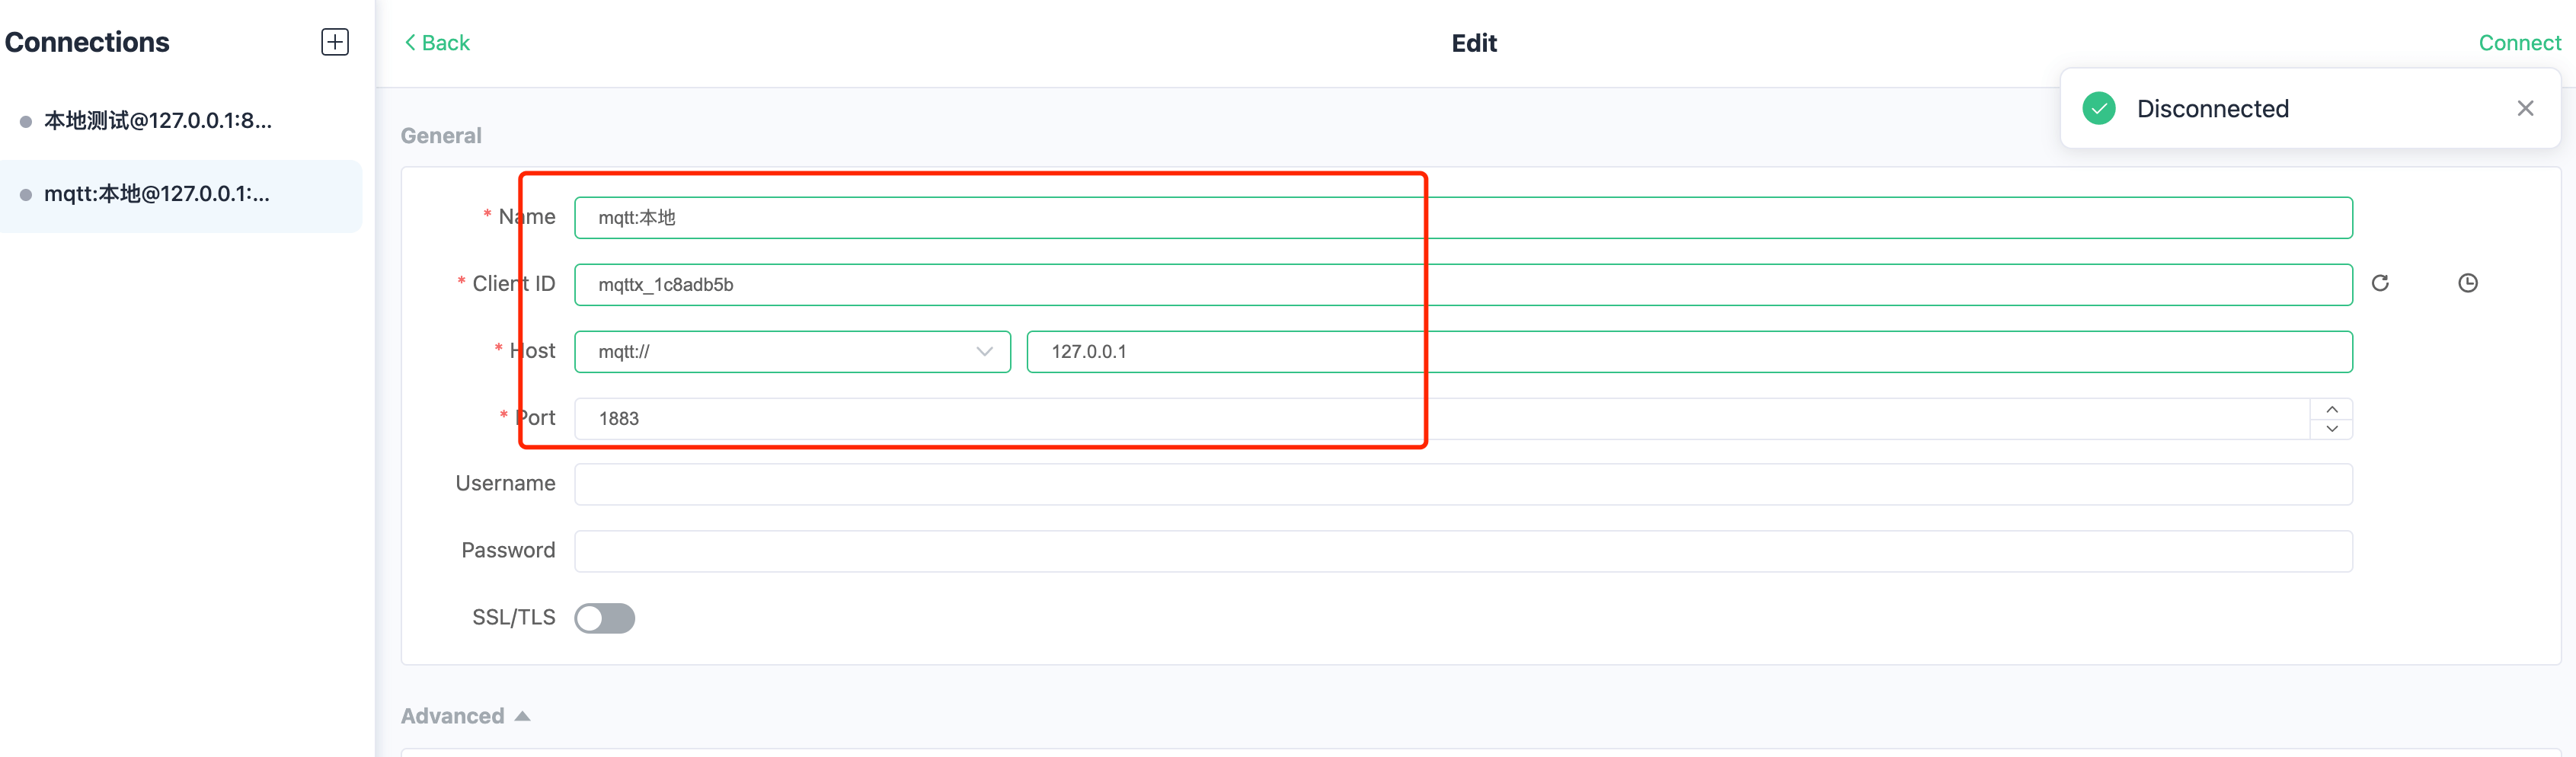 Connections
本地测试@127.0.0.1:8...
mqtt:本地@127.0.0.1:...
Back
Edit
Connect
Disconnected
General
* Name
mqtt:本地
* Client ID
mqttx_1c8adb5b
* Host
mqtt://
127.0.0.1
* Port
1883
Username
Password
SSL/TLS
Advanced